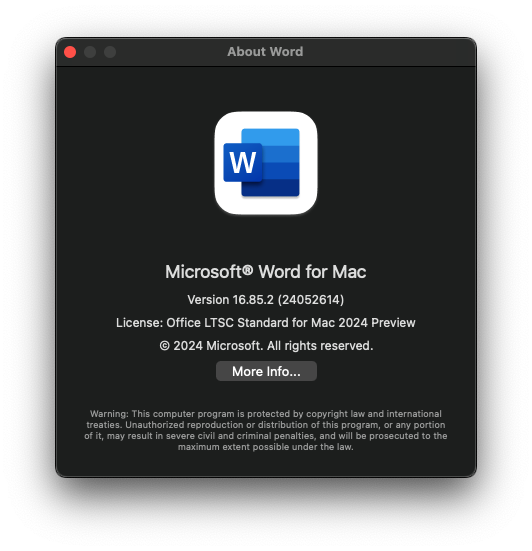 About Word
W
Microsoft® Word for Mac
Version 16.85.2 (24052614)
License: Office LTSC Standard for Mac 2024 Preview
© 2024 Microsoft. All rights reserved.
More Info...
Warning: This computer program is protected by copyright law and international
treaties. Unauthorized reproduction or distribution of this program, or any portion
of it, may result in severe civil and criminal penalties, and will be prosecuted to the
maximum extent possible under the law.